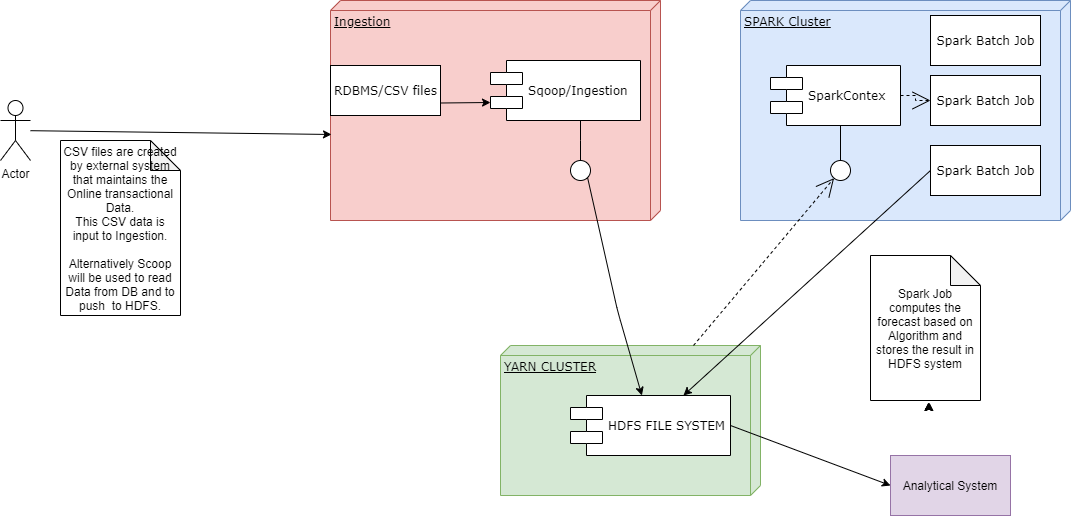 Ingestion
RDBMS/CSV files
Sqoop/Ingestion
SPARK Cluster
Spark Batch Job
SparkContex
Spark Batch Job
Spark Batch Job
Actor
CSV files are created
by external system
that maintains the
Online transactional
Data.
This CSV data is
input to Ingestion.
Alternatively Scoop
will be used to read
Data from DB and to
push to HDFS.
Spark Job
computes the
forecast based on
Algorithm and
stores the result in
HDFS system
YARN CLUSTER
HDFS FILE SYSTEM
Analytical System